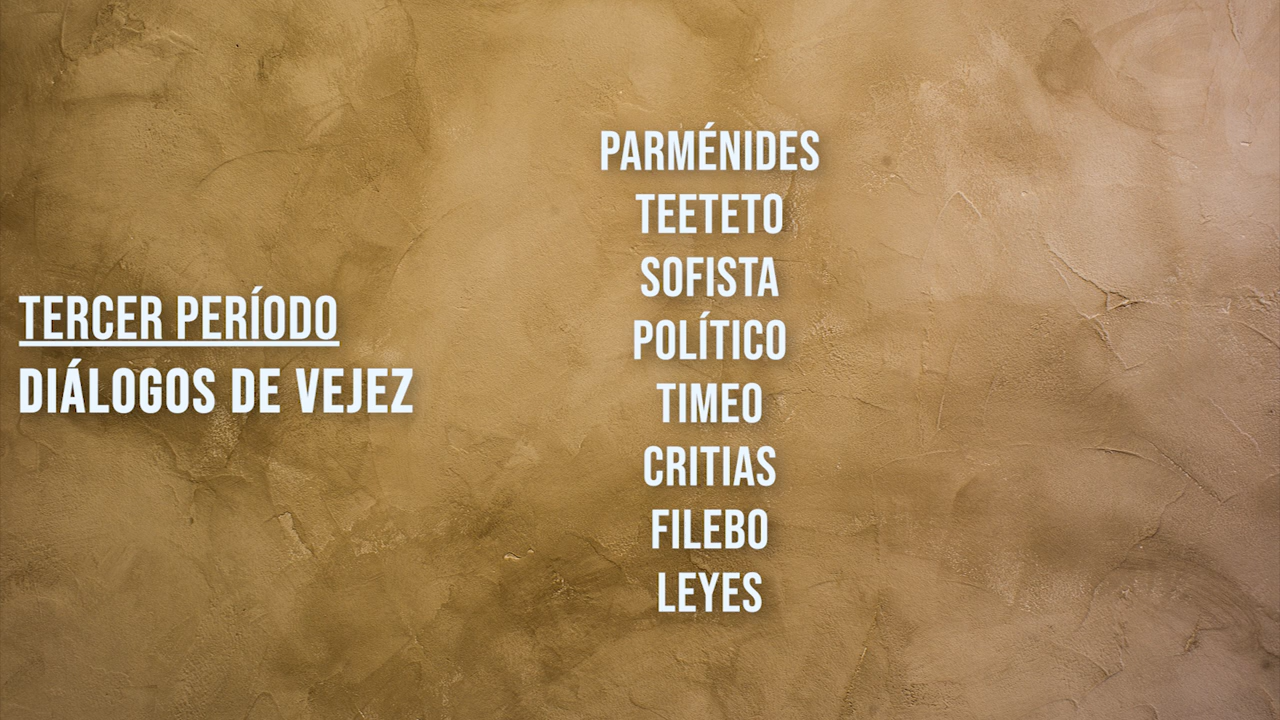 TERCER PERÍODO
DIÁLOGOS DE VEJEZ
PARMÉNIDES
TEETETO
SOFISTA
POLÍTICO
TIMEO
CRITIAS
FILEBO
LEYES